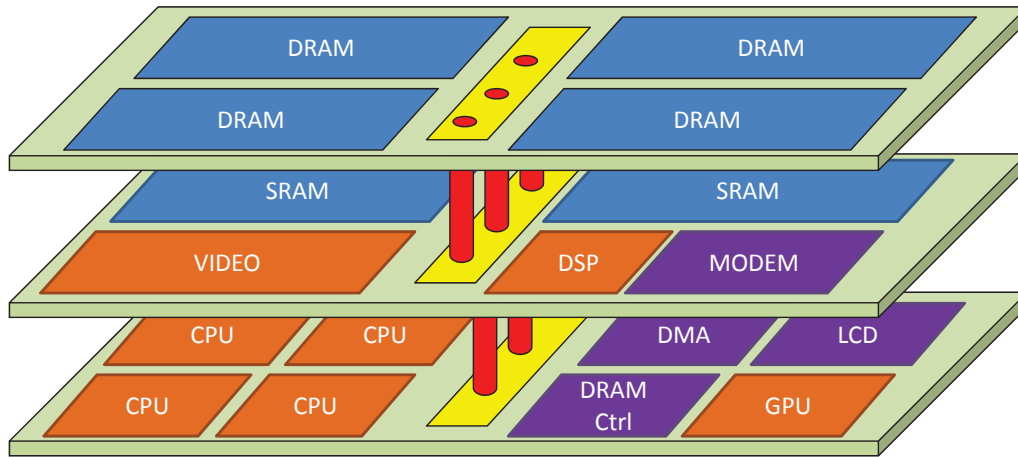 DRAM
DRAM
DRAM
DRAM
SRAM
SRAM
VIDEO
DSP
MODEM
CPU
CPU
DMA
LCD
CPU
CPU
DRAM
Ctrl
GPU